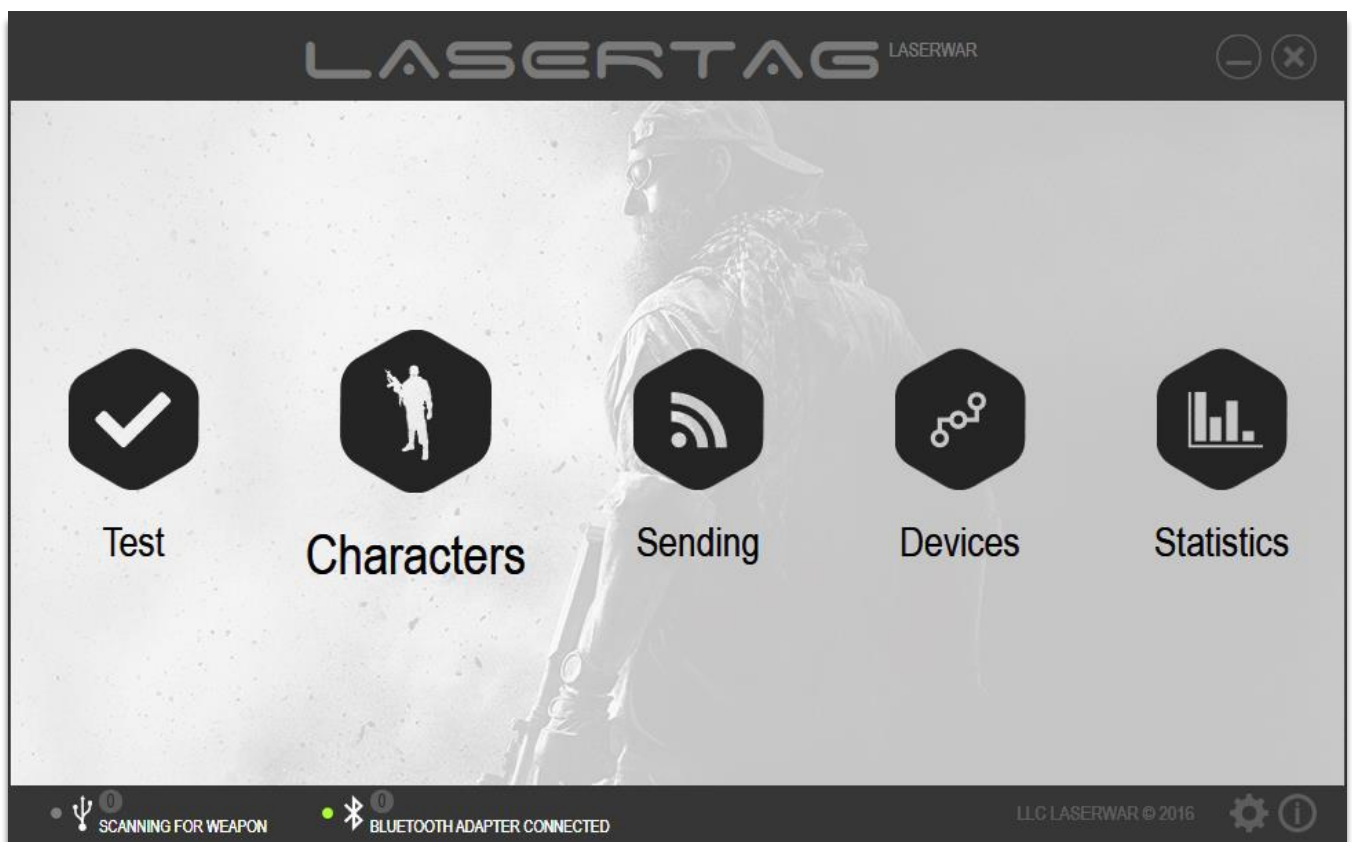 LASERTAG LASERWAR
Test
Characters
Sending
Devices
Statistics
0
SCANNING FOR WEAPON
0
BLUETOOTH ADAPTER CONNECTED
LLC LASERWAR © 2016